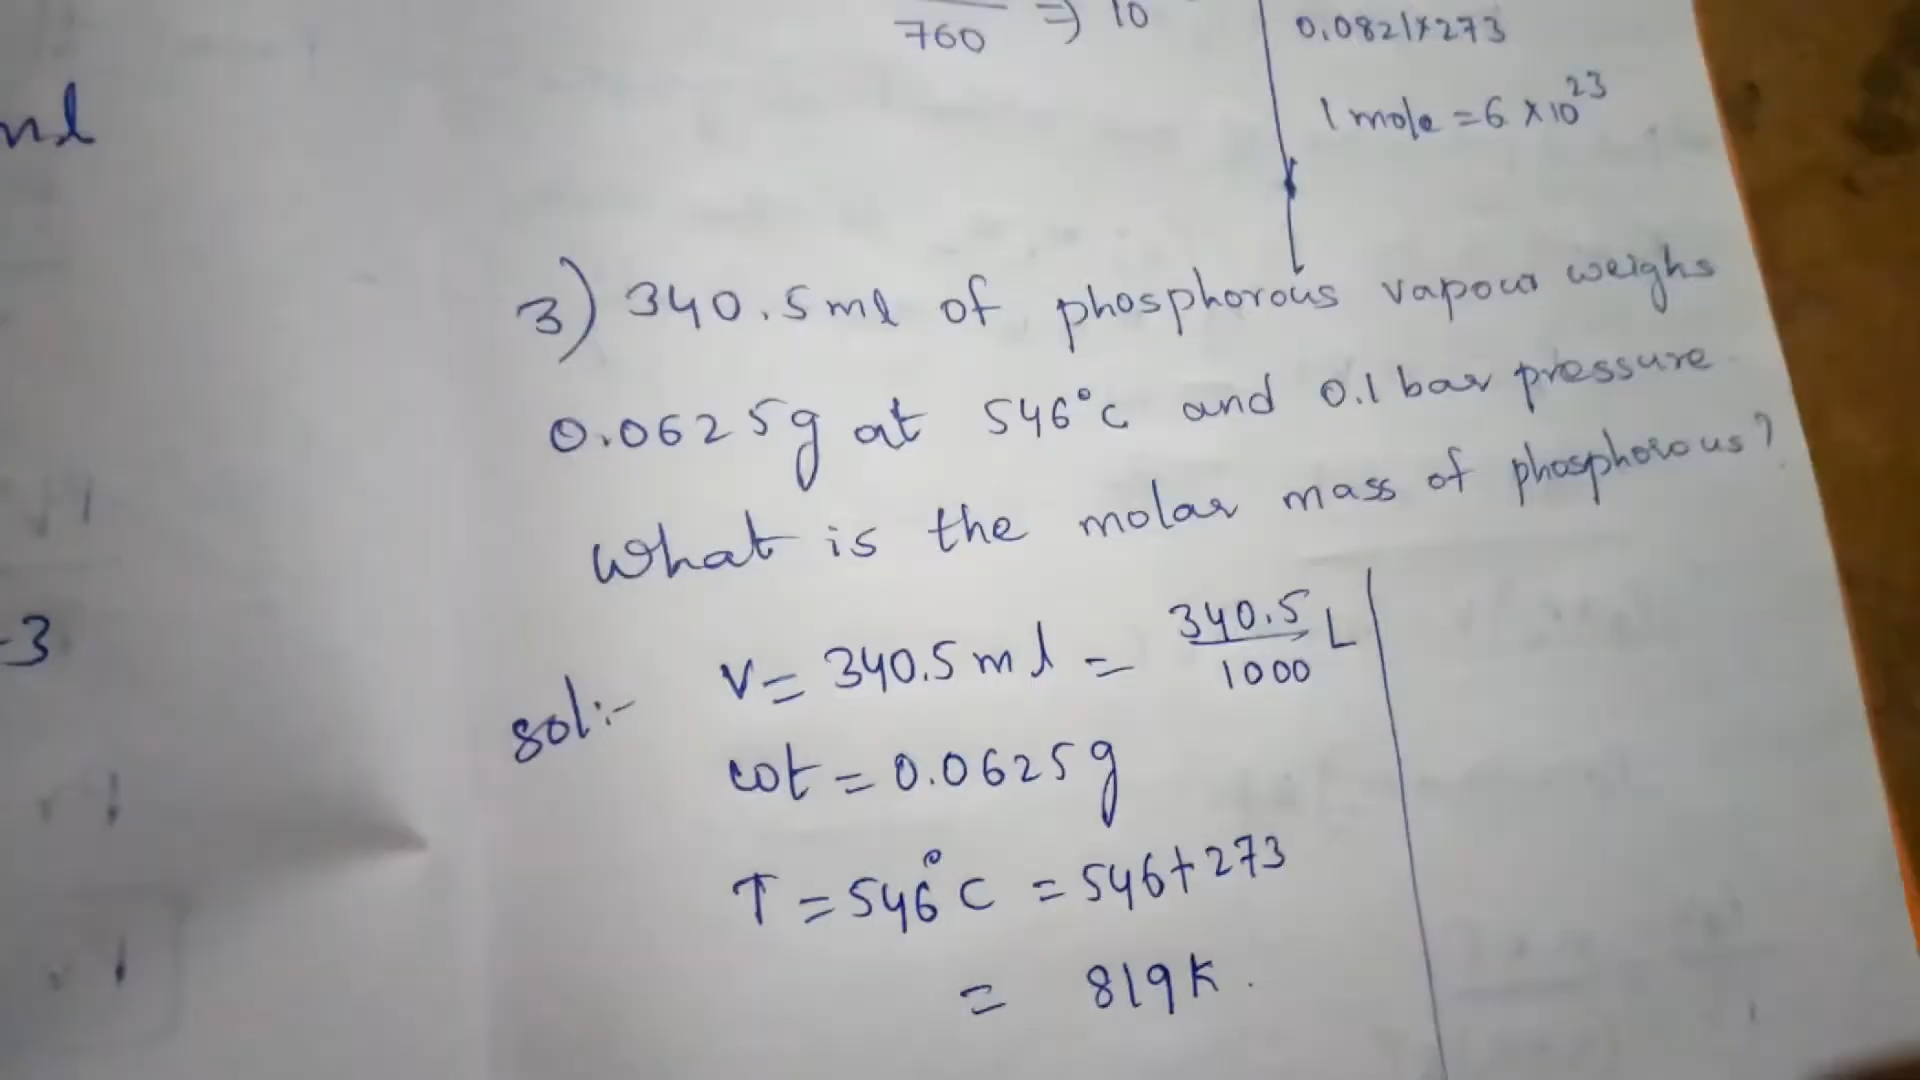 760 => 10
0.0821×273
1 mole = 6 × 10²³
ml
3) 340.5 ml of phosphorous vapour weighs
0.0625g at 546°C and 0.1 bar pressure
What is the molar mass of phosphorous?
-3
sol:- V = 340.5 ml = 340.5/1000 L
wt = 0.0625g
T = 546°C = 546+273
= 819K.